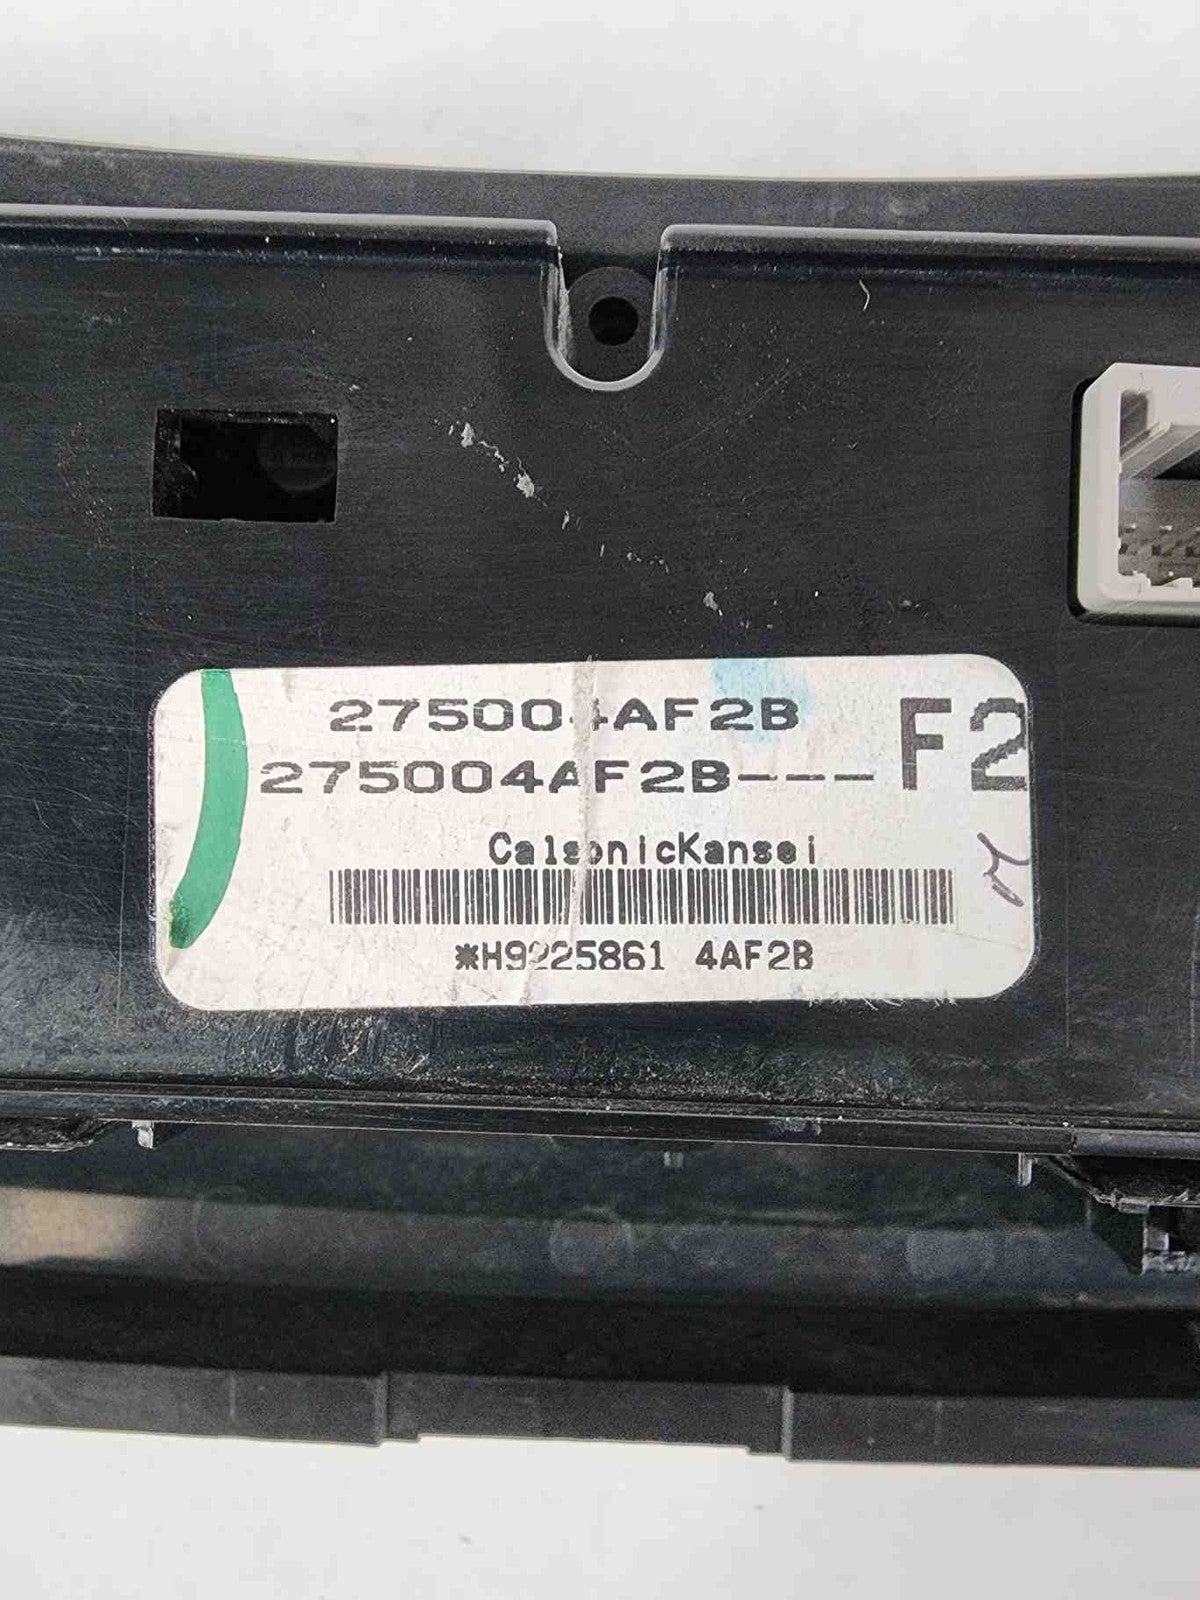 275004AF2B
275004AF2B---
F2
CalsonicKansei
*H9225861 4AF2B